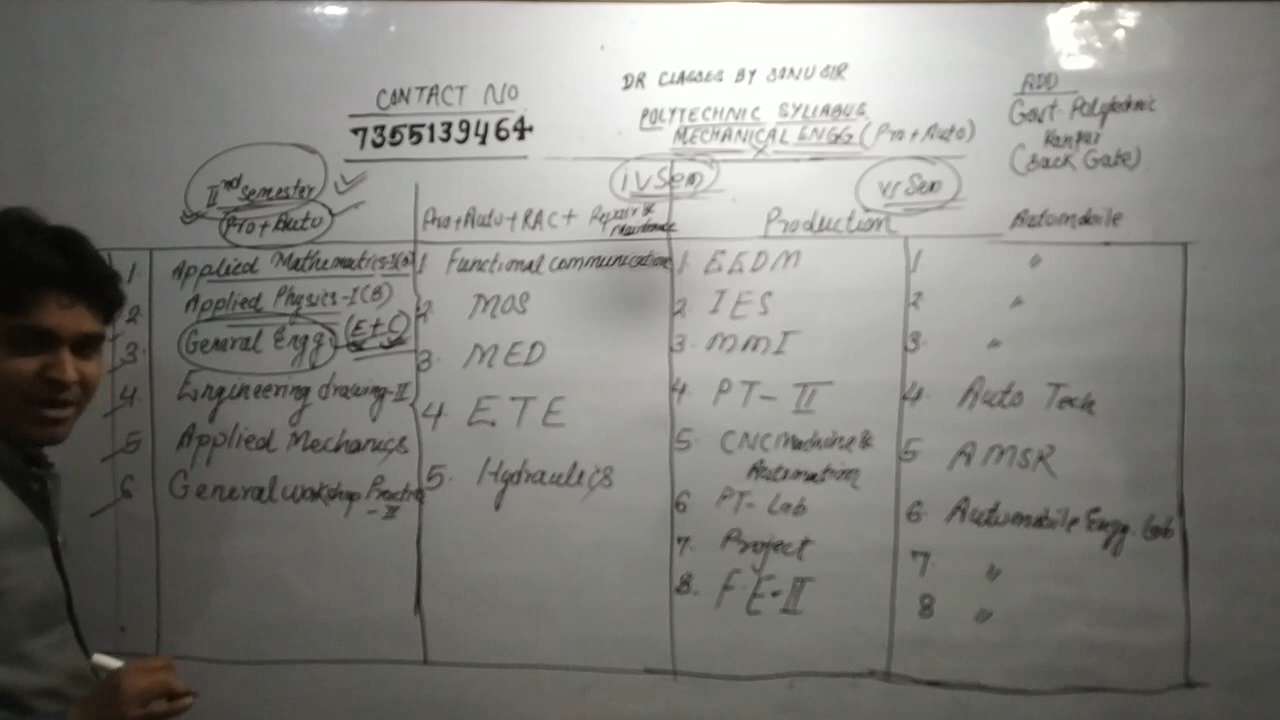 CONTACT NO
7355139464
DR CLASSES BY SONU SIR
POLYTECHNIC SYLLABUS
MECHANICAL ENGG (Pro+Auto)
ADD
Govt. Polytechnic
Kanpur
(Back Gate)
IInd Semester
Pro+Auto
1. Applied Mathematics-I(B)
2 Applied Physics-I(B)
3. General Engg. (E+C)
4 Engineering drawing-II
5 Applied Mechanics
6 General workshop Practice
-II
IV Sem
Pro+Auto+RAC+ Repair &
Maintenance
1 Functional communication
2. MOS
3. MED
4. ETE
5. Hydraulics
VI Sem
Production
1. EEDM
2. IES
3. MMI
4 PT-II
5. CNC Machine &
Automation
6 PT-Lab
7. Project
8. FE-II
Automobile
1 "
2 "
3. "
4. Auto Tech
5 AMSR
6. Automobile Engg. Lab
7 "
8 "